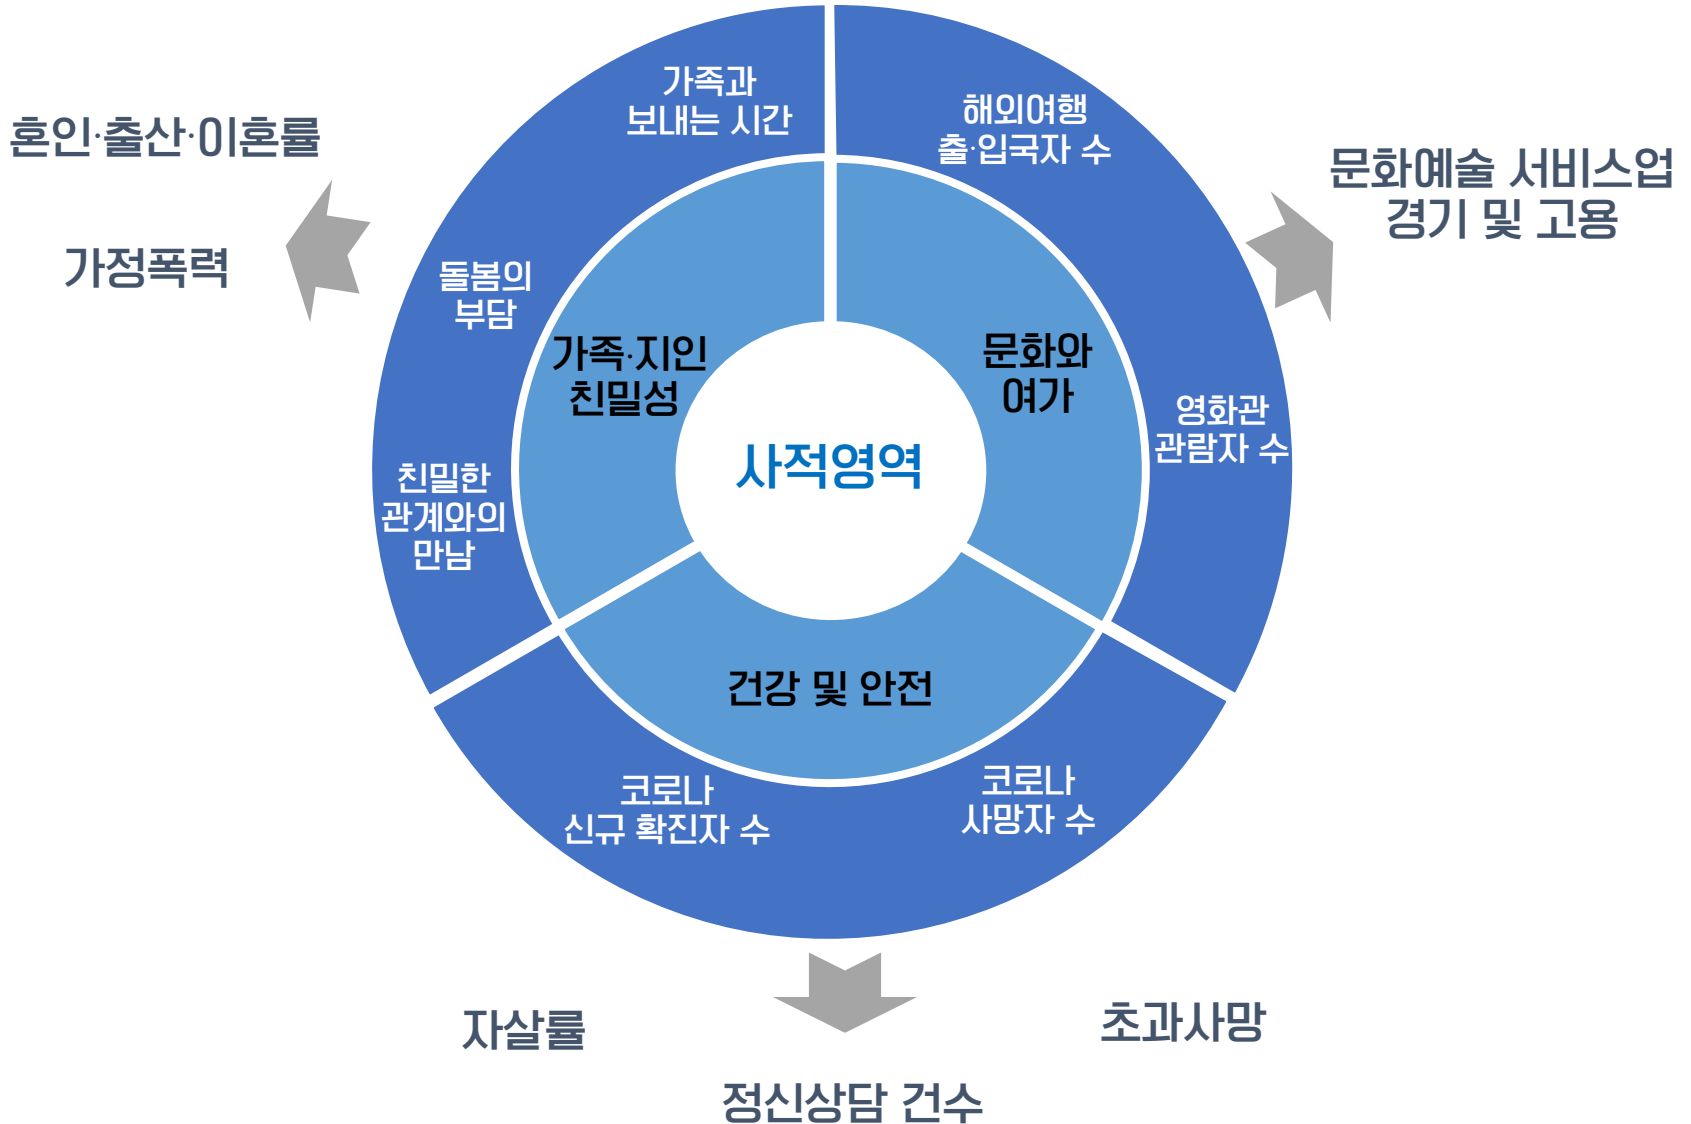 가족과
보내는 시간
해외여행
출·입국자 수
혼인·출산·이혼률
가정폭력
문화예술 서비스업
경기 및 고용
돌봄의
부담
가족·지인
친밀성
문화와
여가
영화관
관람자 수
사적영역
친밀한
관계와의
만남
건강 및 안전
코로나
신규 확진자 수
코로나
사망자 수
자살률
초과사망
정신상담 건수